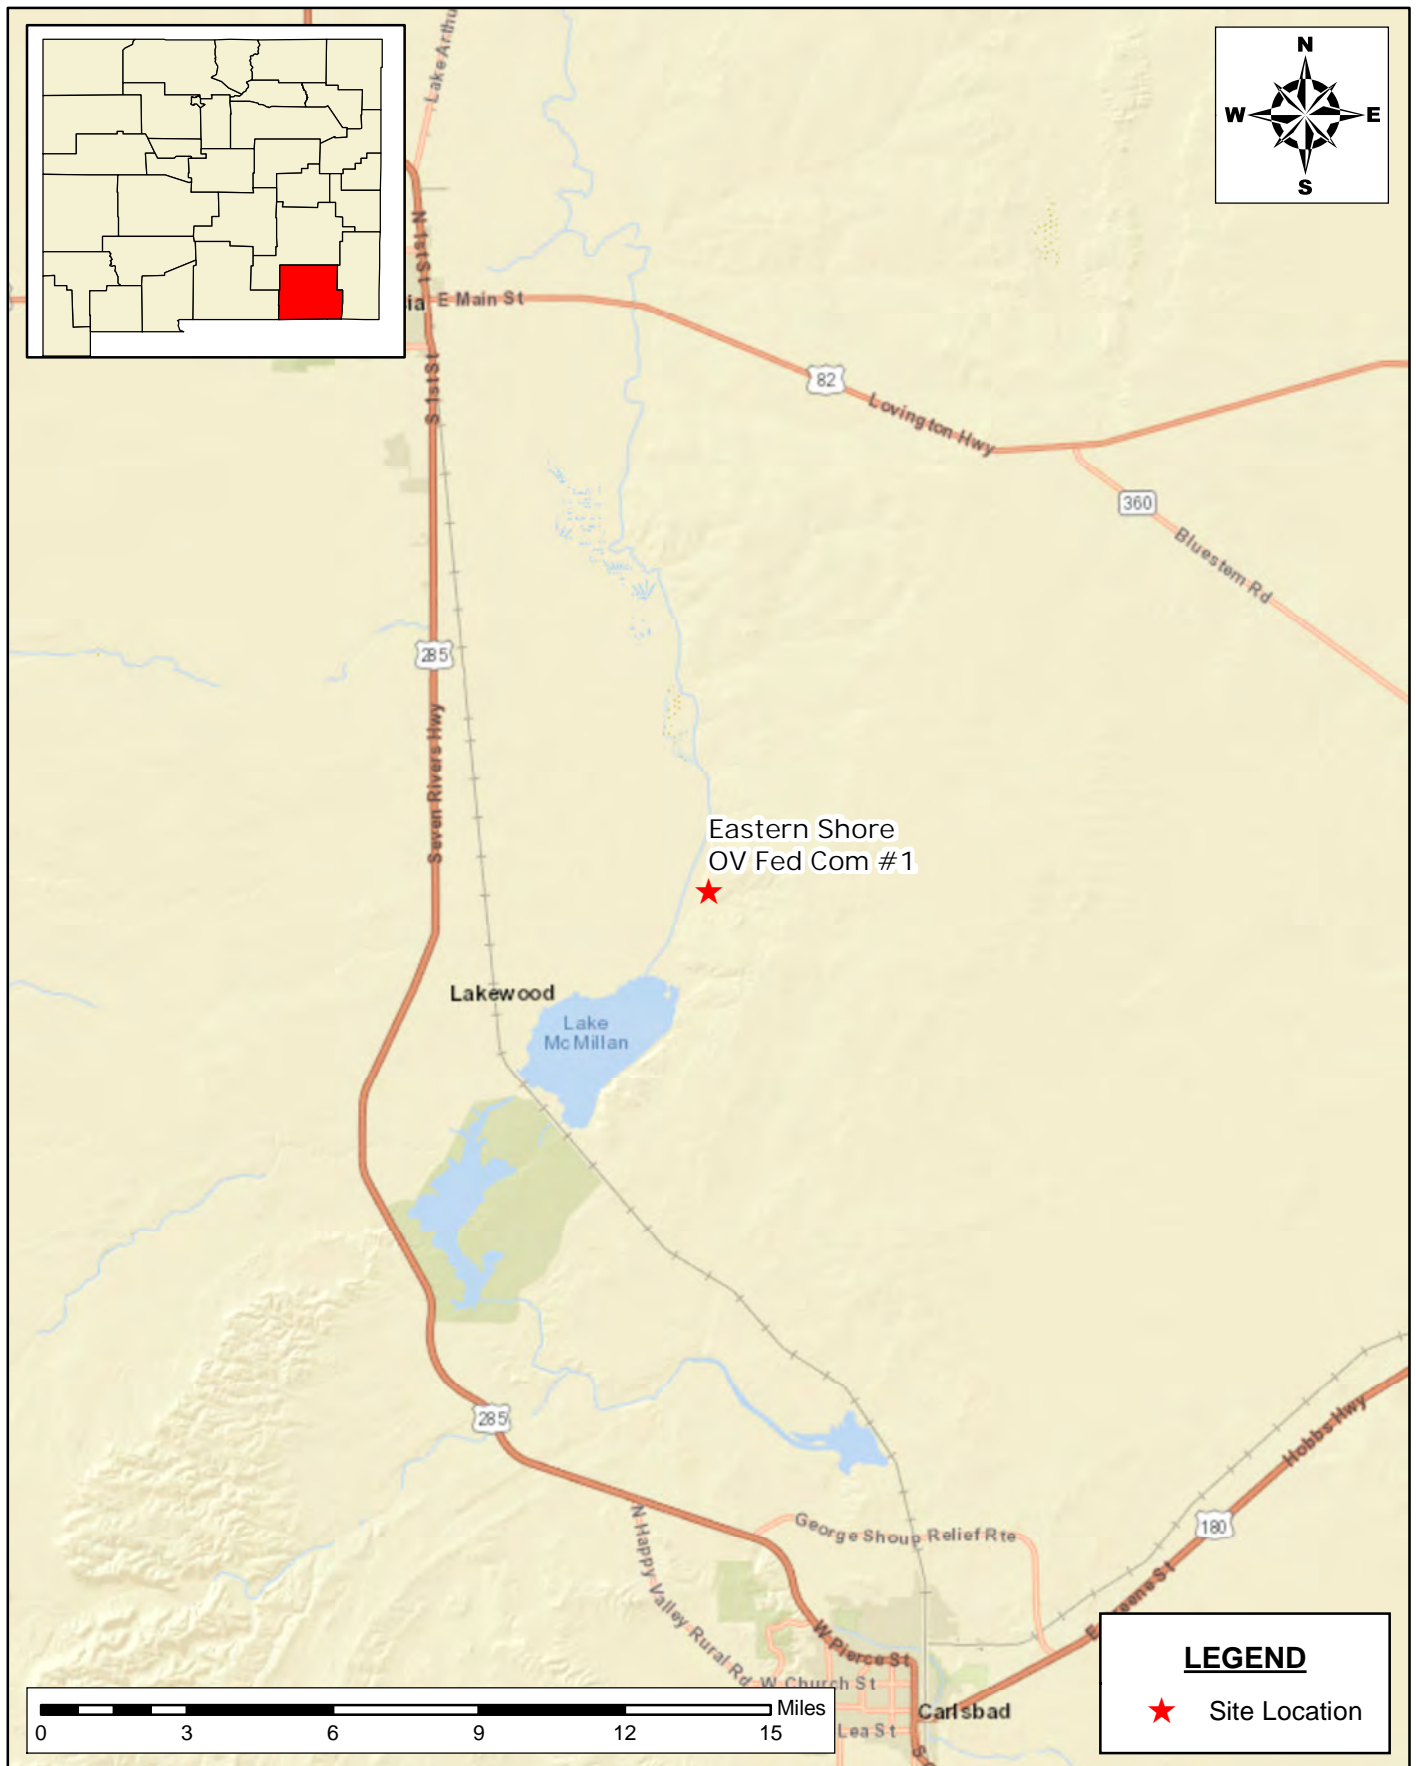 Lake Arthu
N
W
E
S
N 1st St
ia
E Main St
S 1st St
82
Lovington Hwy
360
Bluestem Rd
285
Seven Rivers Hwy
Eastern Shore
OV Fed Com #1
Lakewood
Lake
McMillan
285
Hobbs Hwy
180
George Shoup Relief Rte
N Happy Valley Rural Rd
E Greene St
W Pierce St
W Church St
Carlsbad
Lea St
S
LEGEND
Site Location
Miles
0 3 6 9 12 15